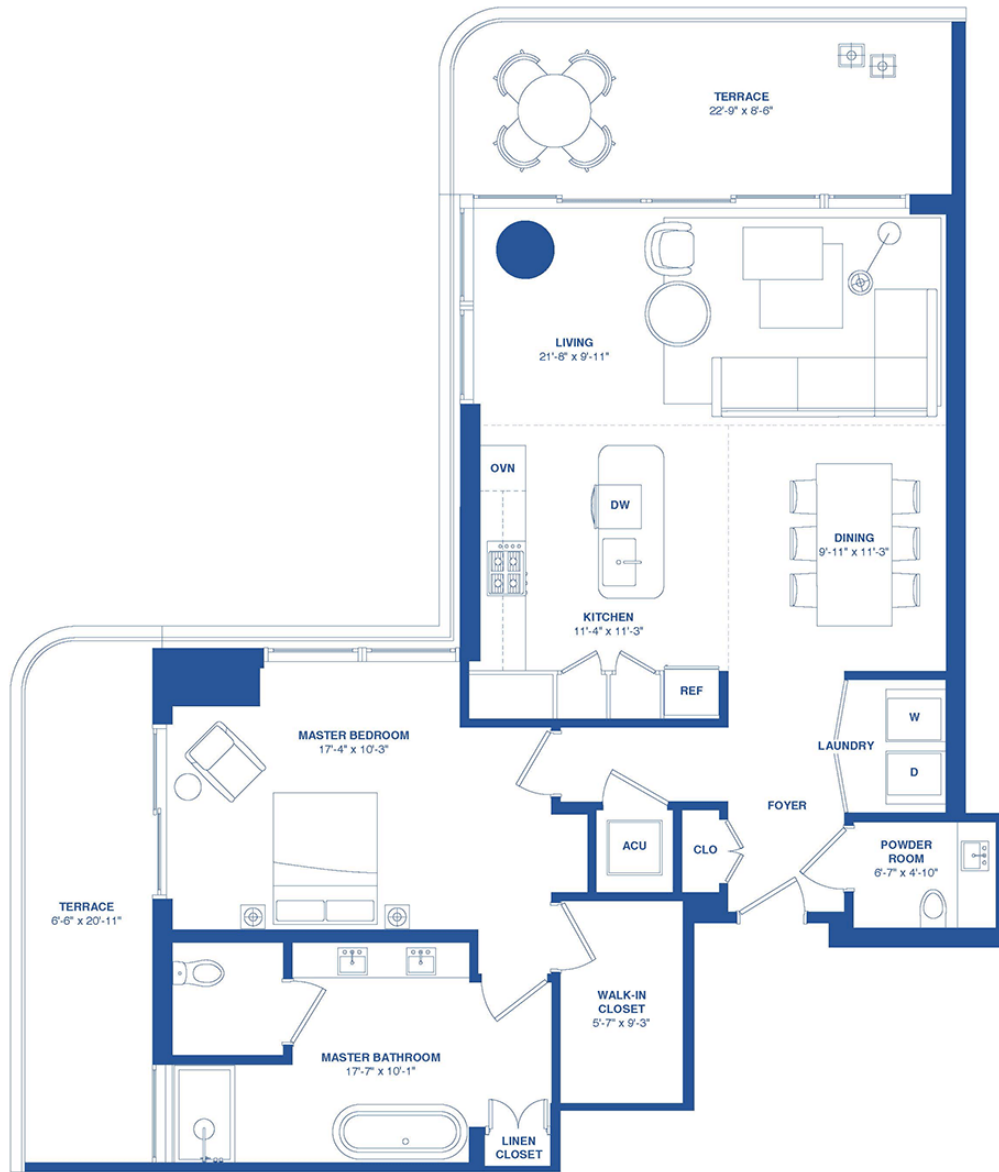 TERRACE
22'-9" x 8'-6"
LIVING
21'-8" x 9'-11"
OVN
DW
DINING
9'-11" x 11'-3"
KITCHEN
11'-4" x 11'-3"
REF
W
LAUNDRY
D
MASTER BEDROOM
17'-4" x 10'-3"
FOYER
ACU
CLO
POWDER
ROOM
6'-7" x 4'-10"
TERRACE
6'-6" x 20'-11"
WALK-IN
CLOSET
5'-7" x 9'-3"
MASTER BATHROOM
17'-7" x 10'-1"
LINEN
CLOSET